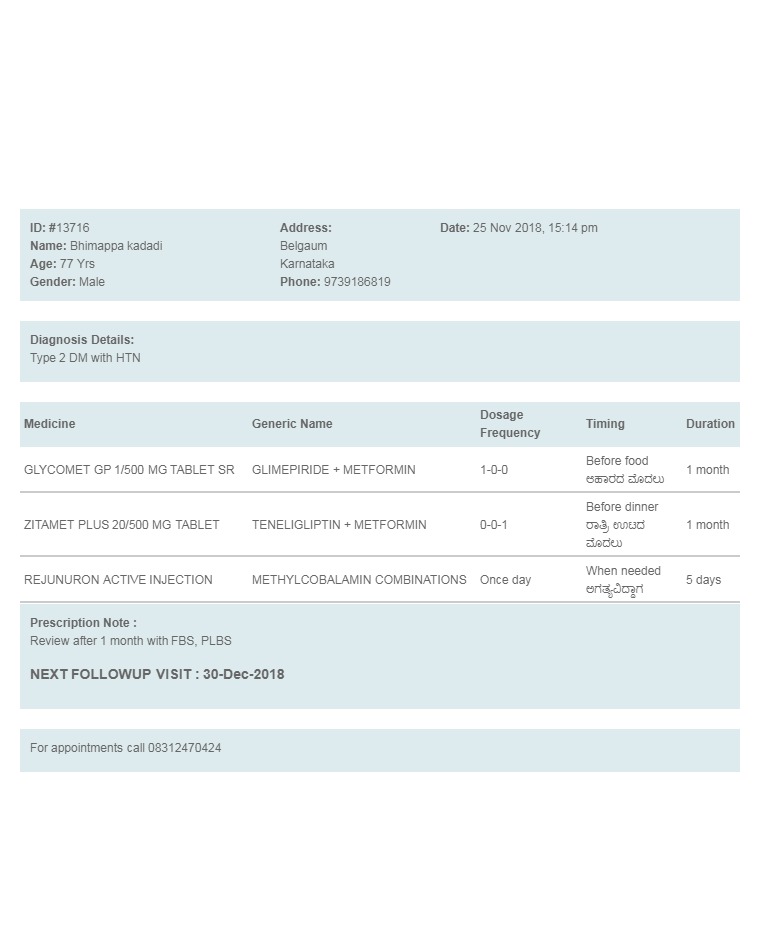 ID: #13716
Name: Bhimappa kadadi
Age: 77 Yrs
Gender: Male
Address:
Belgaum
Karnataka
Phone: 9739186819
Date: 25 Nov 2018, 15:14 pm
Diagnosis Details:
Type 2 DM with HTN
Medicine Generic Name Dosage Frequency Timing Duration
GLYCOMET GP 1/500 MG TABLET SR GLIMEPIRIDE + METFORMIN 1-0-0 Before food 1 month
ಆಹಾರದ ಮೊದಲು
ZITAMET PLUS 20/500 MG TABLET TENELIGLIPTIN + METFORMIN 0-0-1 Before dinner 1 month
ರಾತ್ರಿ ಊಟದ
ಮೊದಲು
REJUNURON ACTIVE INJECTION METHYLCOBALAMIN COMBINATIONS Once day When needed 5 days
ಅಗತ್ಯವಿದ್ದಾಗ
Prescription Note :
Review after 1 month with FBS, PLBS
NEXT FOLLOWUP VISIT : 30-Dec-2018
For appointments call 08312470424